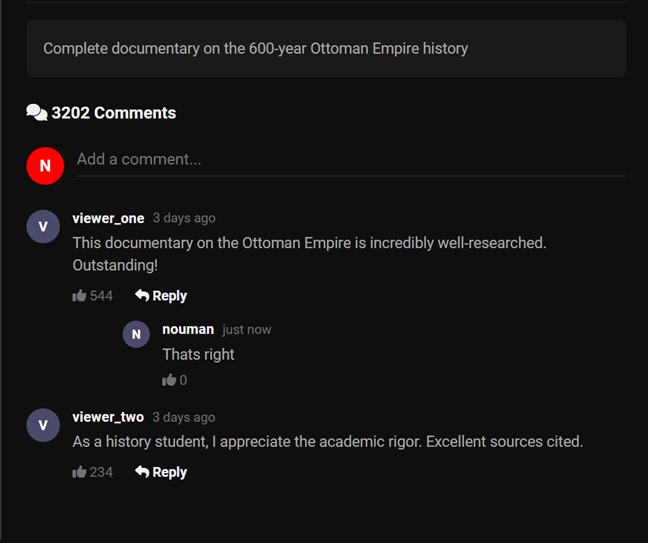 Complete documentary on the 600-year Ottoman Empire history
3202 Comments
N
Add a comment...
V
viewer_one 3 days ago
This documentary on the Ottoman Empire is incredibly well-researched.
Outstanding!
544 Reply
N
nouman just now
Thats right
0
V
viewer_two 3 days ago
As a history student, I appreciate the academic rigor. Excellent sources cited.
234 Reply